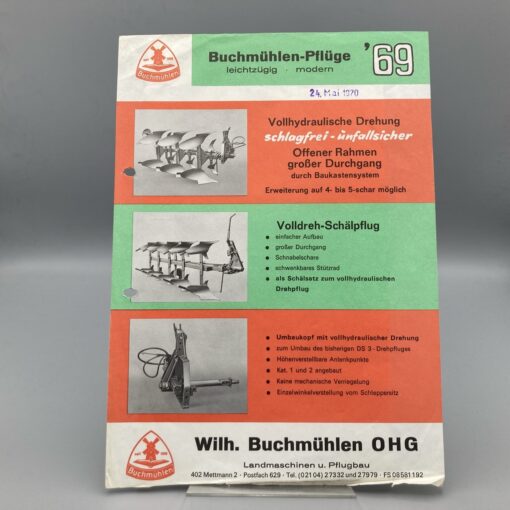 Buchmühlen
Buchmühlen-Pflüge
leichtzügig · modern
'69
24. Mai 1970
Vollhydraulische Drehung
schlagfrei - unfallsicher
Offener Rahmen
großer Durchgang
durch Baukastensystem
Erweiterung auf 4- bis 5-schar möglich
Volldreh-Schälpflug
• einfacher Aufbau
• großer Durchgang
• Schnabelschare
• schwenkbares Stützrad
• als Schälsatz zum vollhydraulischen
Drehpflug
• Umbaukopf mit vollhydraulischer Drehung
• zum Umbau des bisherigen DS 3-Drehpfluges
• Höhenverstellbare Anlenkpunkte
• Kat. 1 und 2 angebaut
• Keine mechanische Verriegelung
• Einzelwinkelverstellung vom Schleppersitz
Buchmühlen
Wilh. Buchmühlen OHG
Landmaschinen u. Pflugbau
402 Mettmann 2 · Postfach 629 · Tel. (02104) 27332 und 27979 · FS 08581192